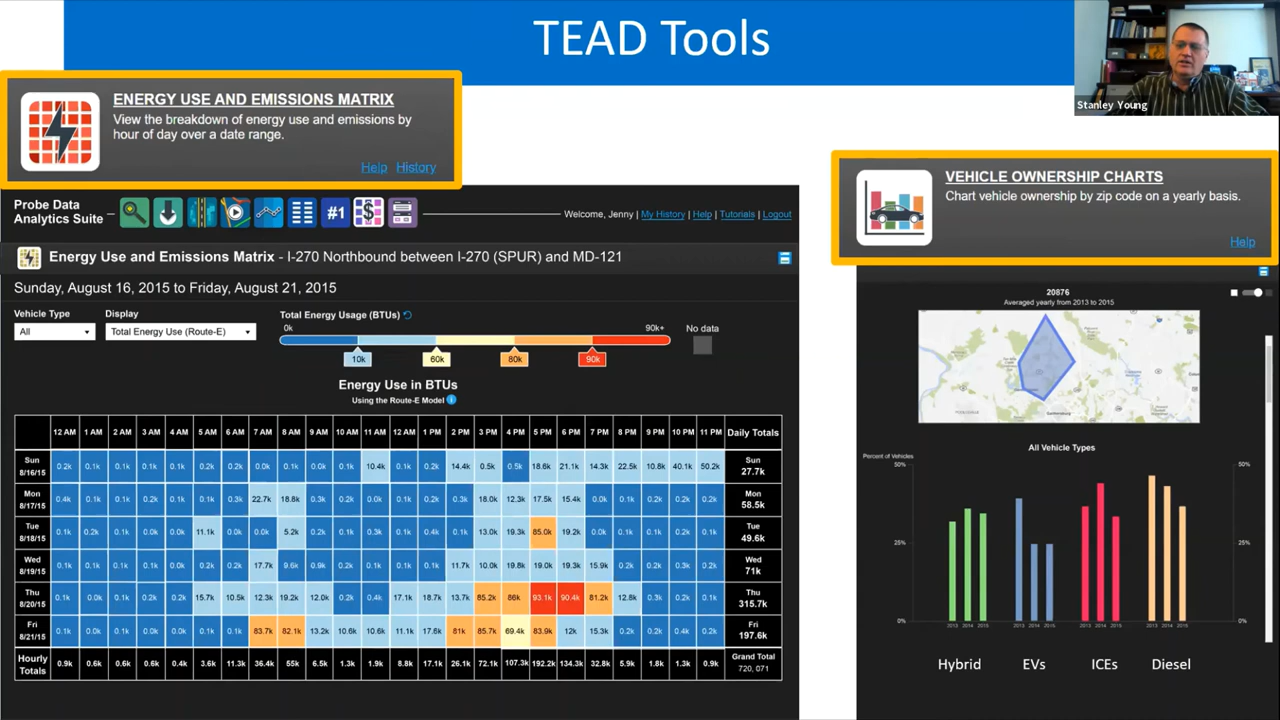 TEAD Tools
Stanley Young
ENERGY USE AND EMISSIONS MATRIX
View the breakdown of energy use and emissions by
hour of day over a date range.
Help History
VEHICLE OWNERSHIP CHARTS
Chart vehicle ownership by zip code on a yearly basis.
Help
Probe Data
Analytics Suite
#1
$
Welcome, Jenny | My History | Help | Tutorials | Logout
Energy Use and Emissions Matrix - I-270 Northbound between I-270 (SPUR) and MD-121
Sunday, August 16, 2015 to Friday, August 21, 2015
Vehicle Type Display Total Energy Usage (BTUs)
All Total Energy Use (Route-E)
0k 90k+ No data
10k 60k 80k 90k
Energy Use in BTUs
Using the Route-E Model
12 AM 1 AM 2 AM 3 AM 4 AM 5 AM 6 AM 7 AM 8 AM 9 AM 10 AM 11 AM 12 AM 1 PM 2 PM 3 PM 4 PM 5 PM 6 PM 7 PM 8 PM 9 PM 10 PM 11 PM Daily Totals
Sun 8/16/15 0.2k 0.1k 0.1k 0.1k 0.1k 0.2k 0.2k 0.0k 0.1k 0.1k 0.1k 10.4k 0.1k 0.2k 14.4k 0.5k 0.5k 18.6k 21.1k 14.3k 22.5k 10.8k 40.1k 50.2k Sun 27.7k
Mon 8/17/15 0.4k 0.1k 0.1k 0.2k 0.1k 0.3k 0.1k 22.7k 18.8k 0.3k 0.2k 0.0k 0.1k 0.2k 0.3k 18.0k 12.3k 17.5k 15.4k 0.0k 0.1k 0.2k 0.1k 0.1k Mon 58.5k
Tue 8/18/15 0.1k 0.2k 0.1k 0.0k 0.0k 11.1k 0.1k 0.0k 5.2k 0.1k 0.3k 0.3k 0.1k 0.4k 0.1k 13.0k 19.3k 85.0k 19.2k 0.0k 0.1k 0.1k 0.1k 0.1k Tue 49.6k
Wed 8/19/15 0.1k 0.1k 0.1k 0.2k 0.2k 0.1k 0.1k 17.7k 9.6k 0.9k 0.2k 0.1k 0.1k 0.2k 11.7k 10.0k 19.8k 19.0k 19.3k 15.9k 0.1k 0.1k 0.3k 0.2k Wed 71k
Thu 8/20/15 0.1k 0.0k 0.1k 0.0k 0.1k 15.7k 10.5k 12.3k 19.2k 12.0k 0.2k 0.4k 17.1k 18.7k 13.7k 85.2k 86k 93.1k 90.4k 81.2k 12.8k 0.3k 0.2k 0.1k Thu 315.7k
Fri 8/21/15 0.1k 0.0k 0.1k 0.1k 0.0k 0.1k 0.3k 83.7k 82.1k 13.2k 10.6k 10.6k 11.1k 17.6k 81k 85.7k 69.4k 83.9k 12k 15.3k 0.2k 0.2k 0.4k 0.2k Fri 197.6k
Hourly Totals 0.9k 0.6k 0.6k 0.6k 0.4k 3.6k 11.3k 36.4k 55k 6.5k 1.3k 1.9k 8.8k 17.1k 26.1k 72.1k 107.3k 192.2k 134.3k 32.8k 5.9k 1.8k 1.3k 0.9k Grand Total 720, 071
20876
Averaged yearly from 2013 to 2015
All Vehicle Types
Percent of Vehicles
50% 50%
25% 25%
0% 0%
2013 2014 2015 2013 2014 2015 2013 2014 2015 2013 2014 2015
Hybrid EVs ICEs Diesel